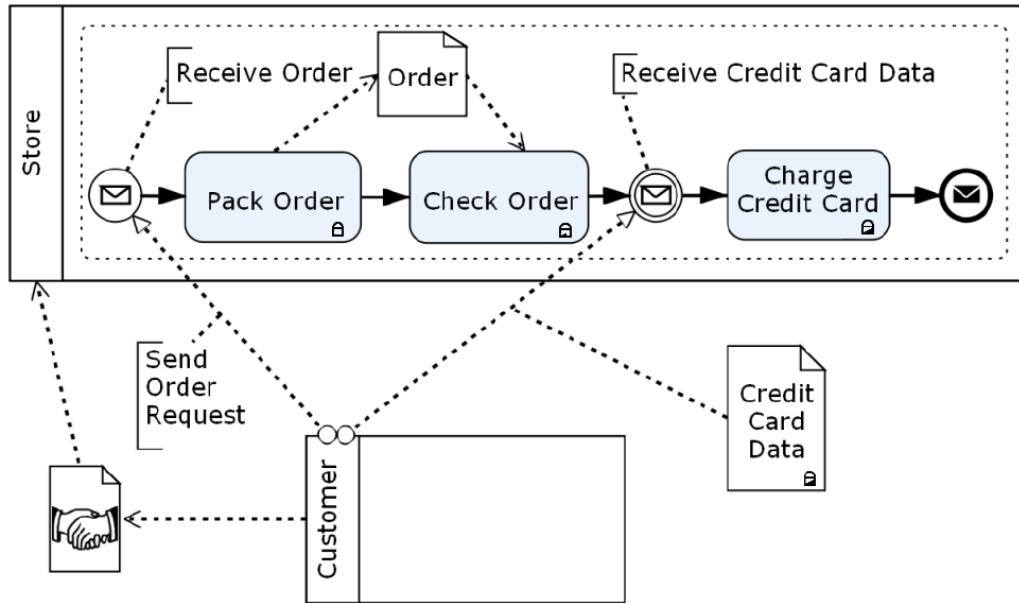 Store
Receive Order
Order
Receive Credit Card Data
Pack Order
Check Order
Charge
Credit Card
Send
Order
Request
Credit
Card
Data
Customer